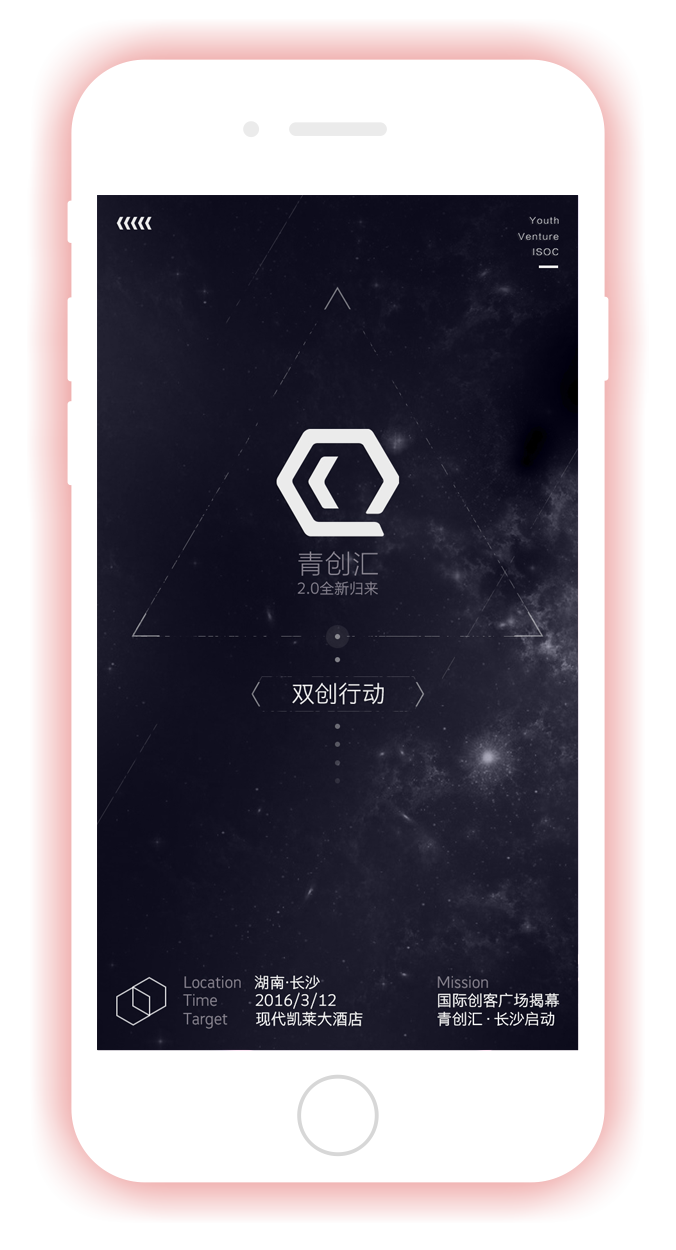 Youth
Venture
ISOC
青创汇
2.0全新归来
双创行动
Location 湖南·长沙
Time 2016/3/12
Target 现代凯莱大酒店
Mission
国际创客广场揭幕
青创汇·长沙启动